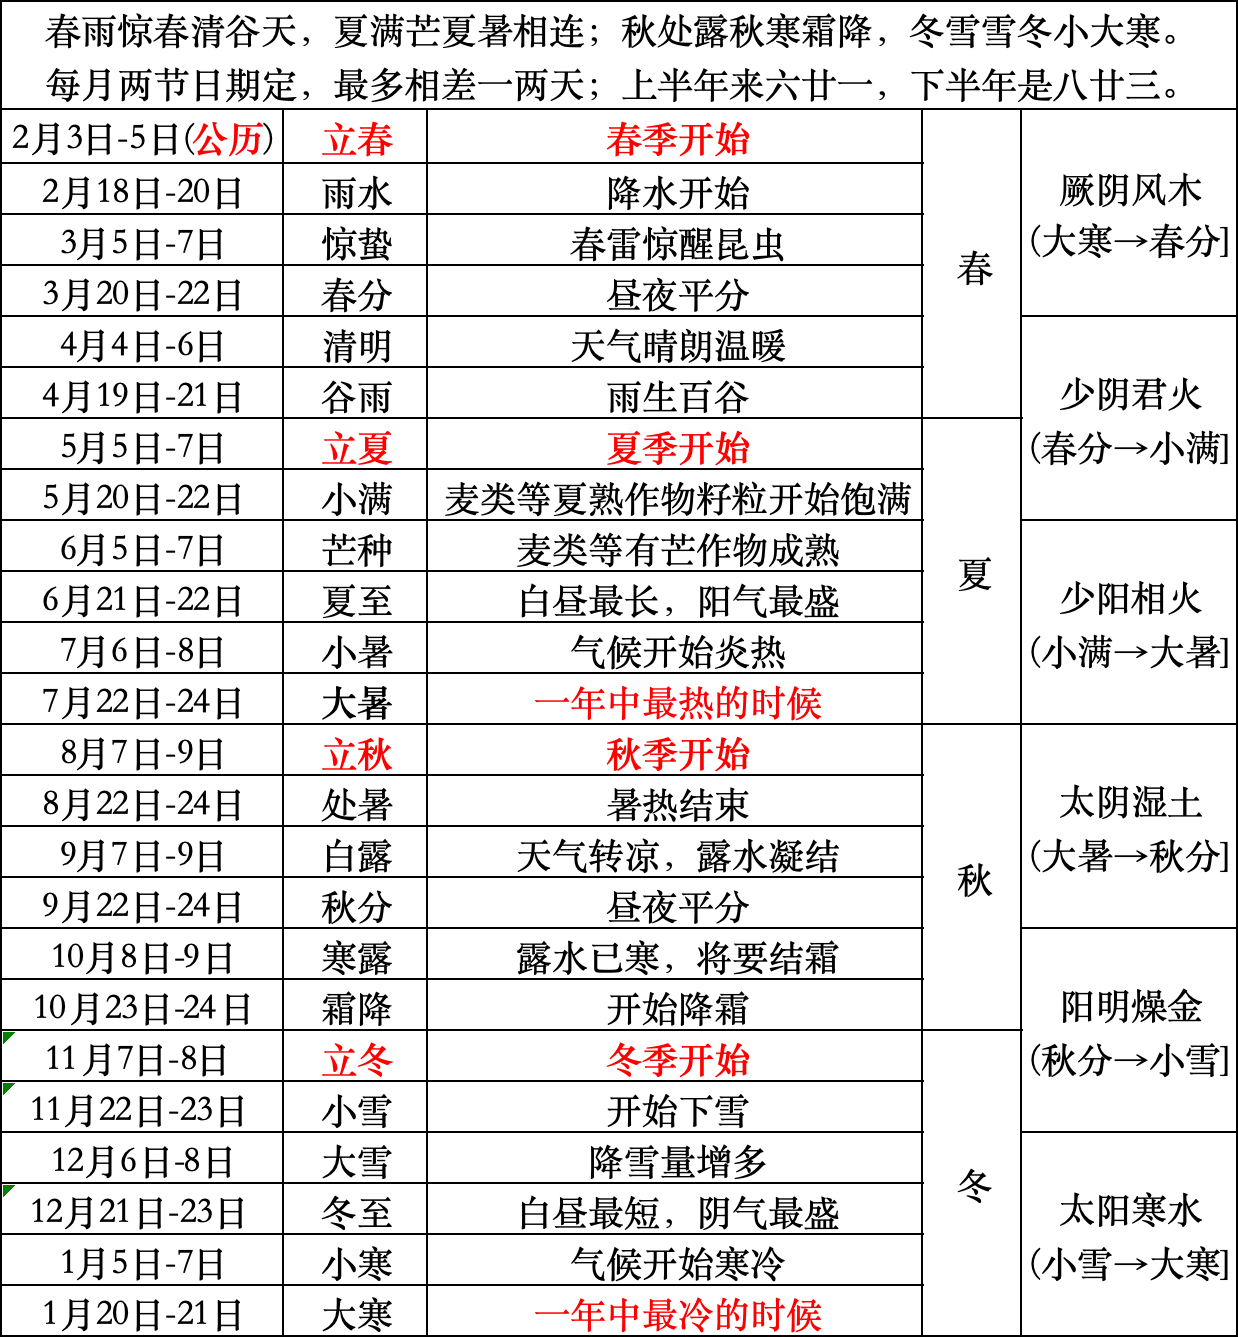 春雨惊春清谷天，夏满芒夏暑相连；秋处露秋寒霜降，冬雪雪冬小大寒。
每月两节日期定，最多相差一两天；上半年来六廿一，下半年是八廿三。
2月3日-5日(公历) 立春 春季开始
2月18日-20日 雨水 降水开始
3月5日-7日 惊蛰 春雷惊醒昆虫
3月20日-22日 春分 昼夜平分
4月4日-6日 清明 天气晴朗温暖
4月19日-21日 谷雨 雨生百谷
春
厥阴风木
(大寒→春分]
5月5日-7日 立夏 夏季开始
5月20日-22日 小满 麦类等夏熟作物籽粒开始饱满
少阴君火
(春分→小满]
6月5日-7日 芒种 麦类等有芒作物成熟
6月21日-22日 夏至 白昼最长，阳气最盛
7月6日-8日 小暑 气候开始炎热
7月22日-24日 大暑 一年中最热的时候
夏
少阳相火
(小满→大暑]
8月7日-9日 立秋 秋季开始
8月22日-24日 处暑 暑热结束
9月7日-9日 白露 天气转凉，露水凝结
9月22日-24日 秋分 昼夜平分
太阴湿土
(大暑→秋分]
10月8日-9日 寒露 露水已寒，将要结霜
10月23日-24日 霜降 开始降霜
秋
11月7日-8日 立冬 冬季开始
11月22日-23日 小雪 开始下雪
阳明燥金
(秋分→小雪]
12月6日-8日 大雪 降雪量增多
12月21日-23日 冬至 白昼最短，阴气最盛
1月5日-7日 小寒 气候开始寒冷
1月20日-21日 大寒 一年中最冷的时候
冬
太阳寒水
(小雪→大寒]